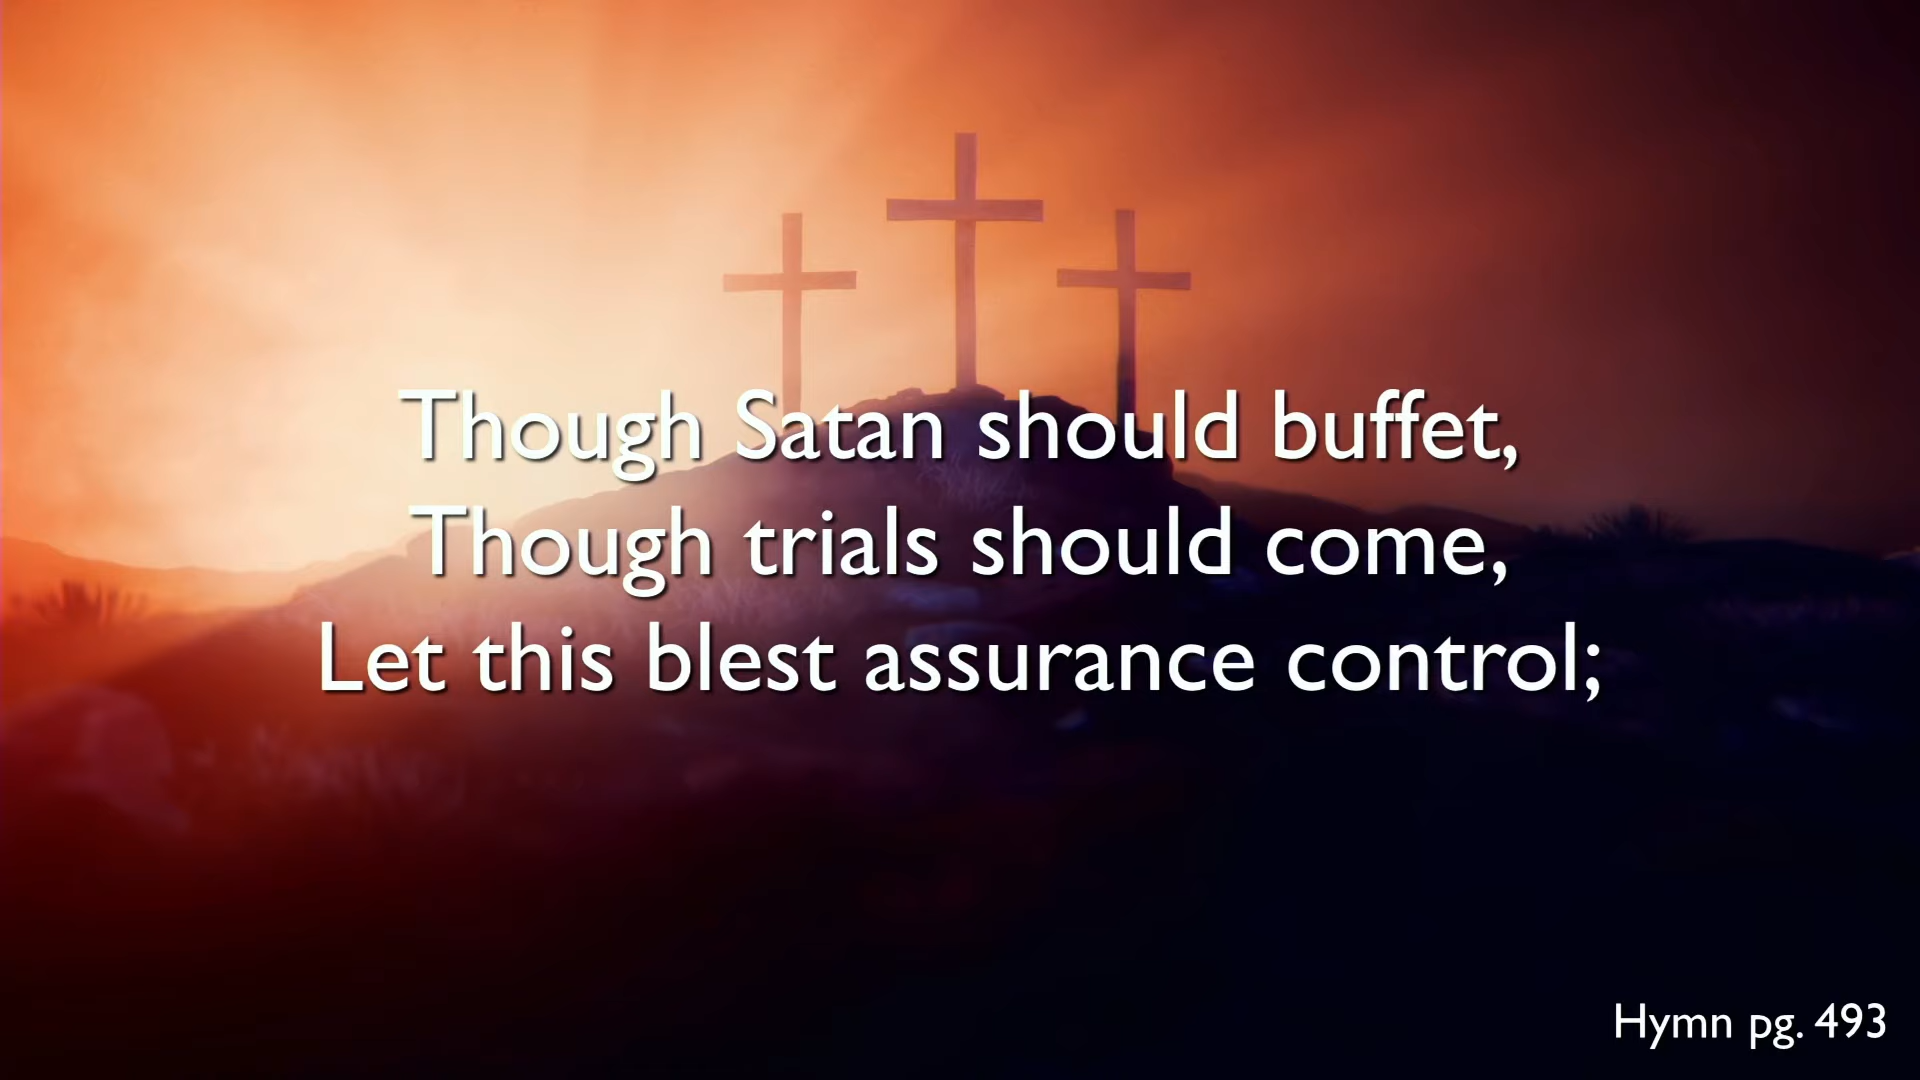 Though Satan should buffet,
Though trials should come,
Let this blest assurance control;
Hymn pg. 493